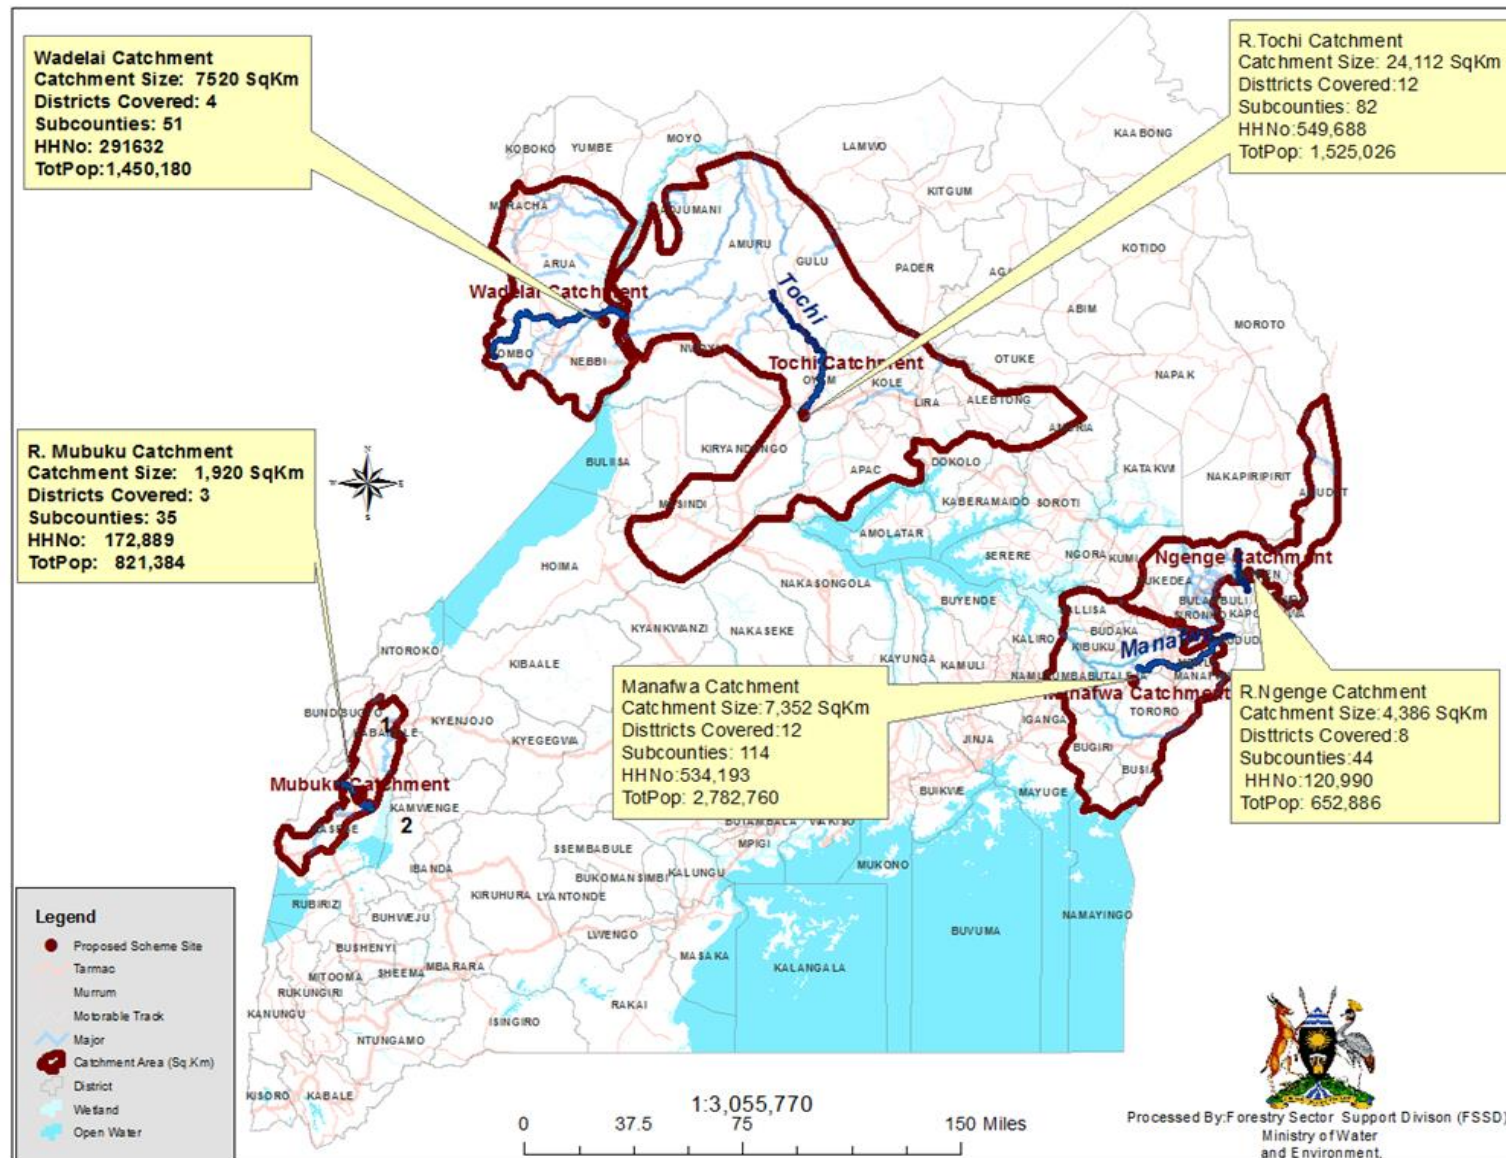 Wadelai Catchment
Catchment Size: 7520 SqKm
Districts Covered: 4
Subcounties: 51
HHNo: 291632
TotPop:1,450,180
R.Tochi Catchment
Catchment Size: 24,112 SqKm
Disttricts Covered:12
Subcounties: 82
HHNo:549,688
TotPop: 1,525,026
R. Mubuku Catchment
Catchment Size: 1,920 SqKm
Districts Covered: 3
Subcounties: 35
HHNo: 172,889
TotPop: 821,384
Manafwa Catchment
Catchment Size:7,352 SqKm
Disttricts Covered:12
Subcounties: 114
HHNo:534,193
TotPop: 2,782,760
R.Ngenge Catchment
Catchment Size:4,386 SqKm
Disttricts Covered:8
Subcounties:44
HHNo:120,990
TotPop: 652,886
KOBOKO
YUMBE
MOYO
LAMWO
KAABONG
KITGUM
KOTIDO
AMURU
GULU
PADER
ABIM
MOROTO
ARUA
Wadelai Catchment
Tochi
NEBBI
Tochi Catchment
KOLE
OTUKE
NAPAK
LIRA
ALEBTONG
BULIISA
KIRYANDONGO
APAC
DOKOLO
KATAKWI
NAKAPIRIPIRIT
KABERAMAIDO
SOROTI
AMOLATAR
SERERE
NGORA
KUMI
Ngenge Catchment
HOIMA
NAKASONGOLA
BUYENDE
BUDAKA
KIBUKU
KYANKWANZI
NAKASEKE
KALIRO
NTOROKO
KIBAALE
KAYUNGA
KAMULI
TORORO
IGANGA
BUGIRI
KYENJOJO
KYEGEGWA
1
Mubuku Catchment
KAMWENGE
2
JINJA
BUIKWE
MAYUGE
MPIGI
MUKONO
IBANDA
SSEMBABULE
BUKOMANSIMBI
KALUNGU
KIRUHURA
LYANTONDE
RUBIRIZI
BUHWEJU
BUSHENYI
LWENGO
MASAKA
KALANGALA
BUVUMA
NAMAYINGO
MITOOMA
SHEEMA
MBARARA
RUKUNGIRI
KANUNGU
RAKAI
ISINGIRO
NTUNGAMO
KISORO
KABALE
Legend
Proposed Scheme Site
Tarmac
Murrum
Motorable Track
Major
Catchment Area (Sq.Km)
District
Wetland
Open Water
1:3,055,770
0 37.5 75 150 Miles
Processed By:Forestry Sector Support Divison (FSSD)
Ministry of Water
and Environment.